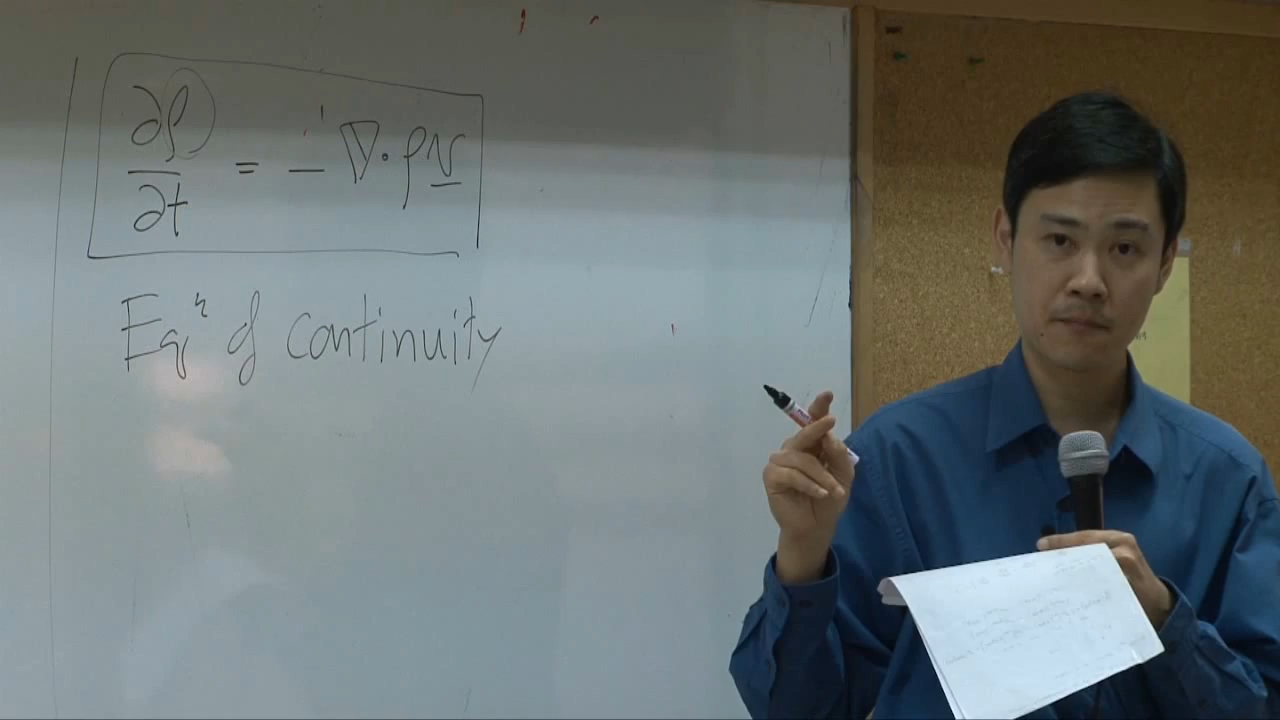 ∂ρ/∂t = − ∇·ρv
Eqⁿ of continuity